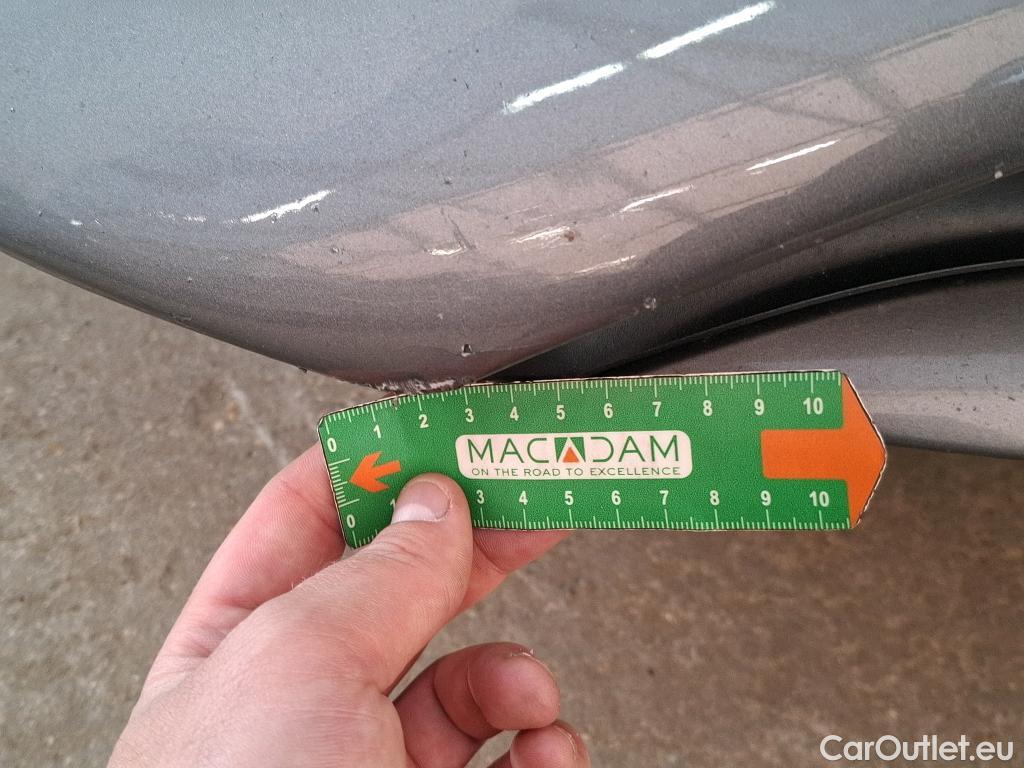 0 1 2 3 4 5 6 7 8 9 10
MACADAM
ON THE ROAD TO EXCELLENCE
0 1 3 4 5 6 7 8 9 10
CarOutlet.eu